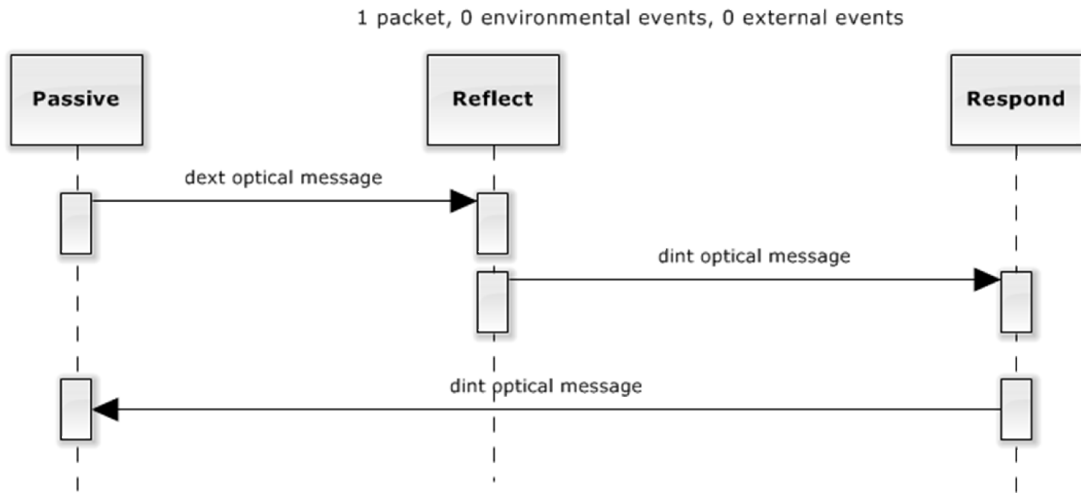 1 packet, 0 environmental events, 0 external events
Passive
Reflect
Respond
dext optical message
dint optical message
dint optical message